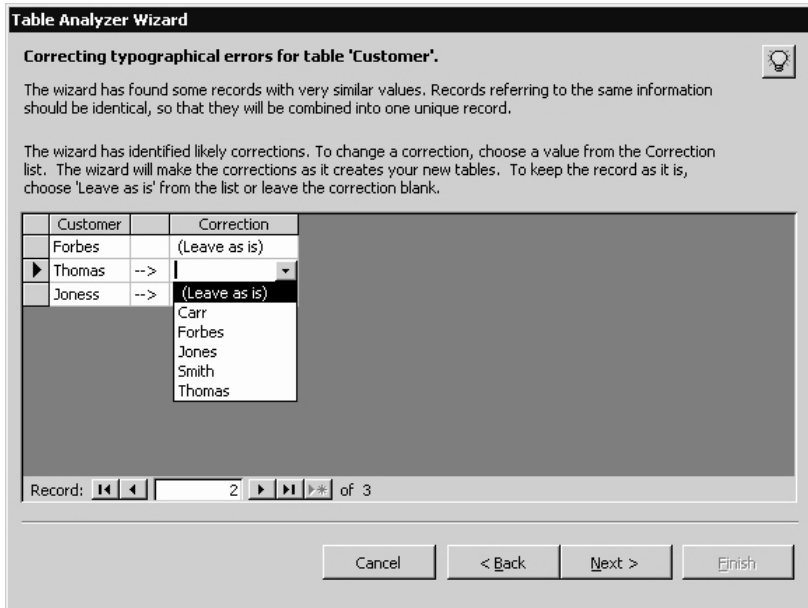 Table Analyzer Wizard
Correcting typographical errors for table 'Customer'.
The wizard has found some records with very similar values. Records referring to the same information
should be identical, so that they will be combined into one unique record.
The wizard has identified likely corrections. To change a correction, choose a value from the Correction
list.  The wizard will make the corrections as it creates your new tables.  To keep the record as it is,
choose 'Leave as is' from the list or leave the correction blank.
Customer Correction
Forbes (Leave as is)
Thomas -->
Joness --> (Leave as is)
Carr
Forbes
Jones
Smith
Thomas
Record: 2 of 3
Cancel < Back Next > Finish